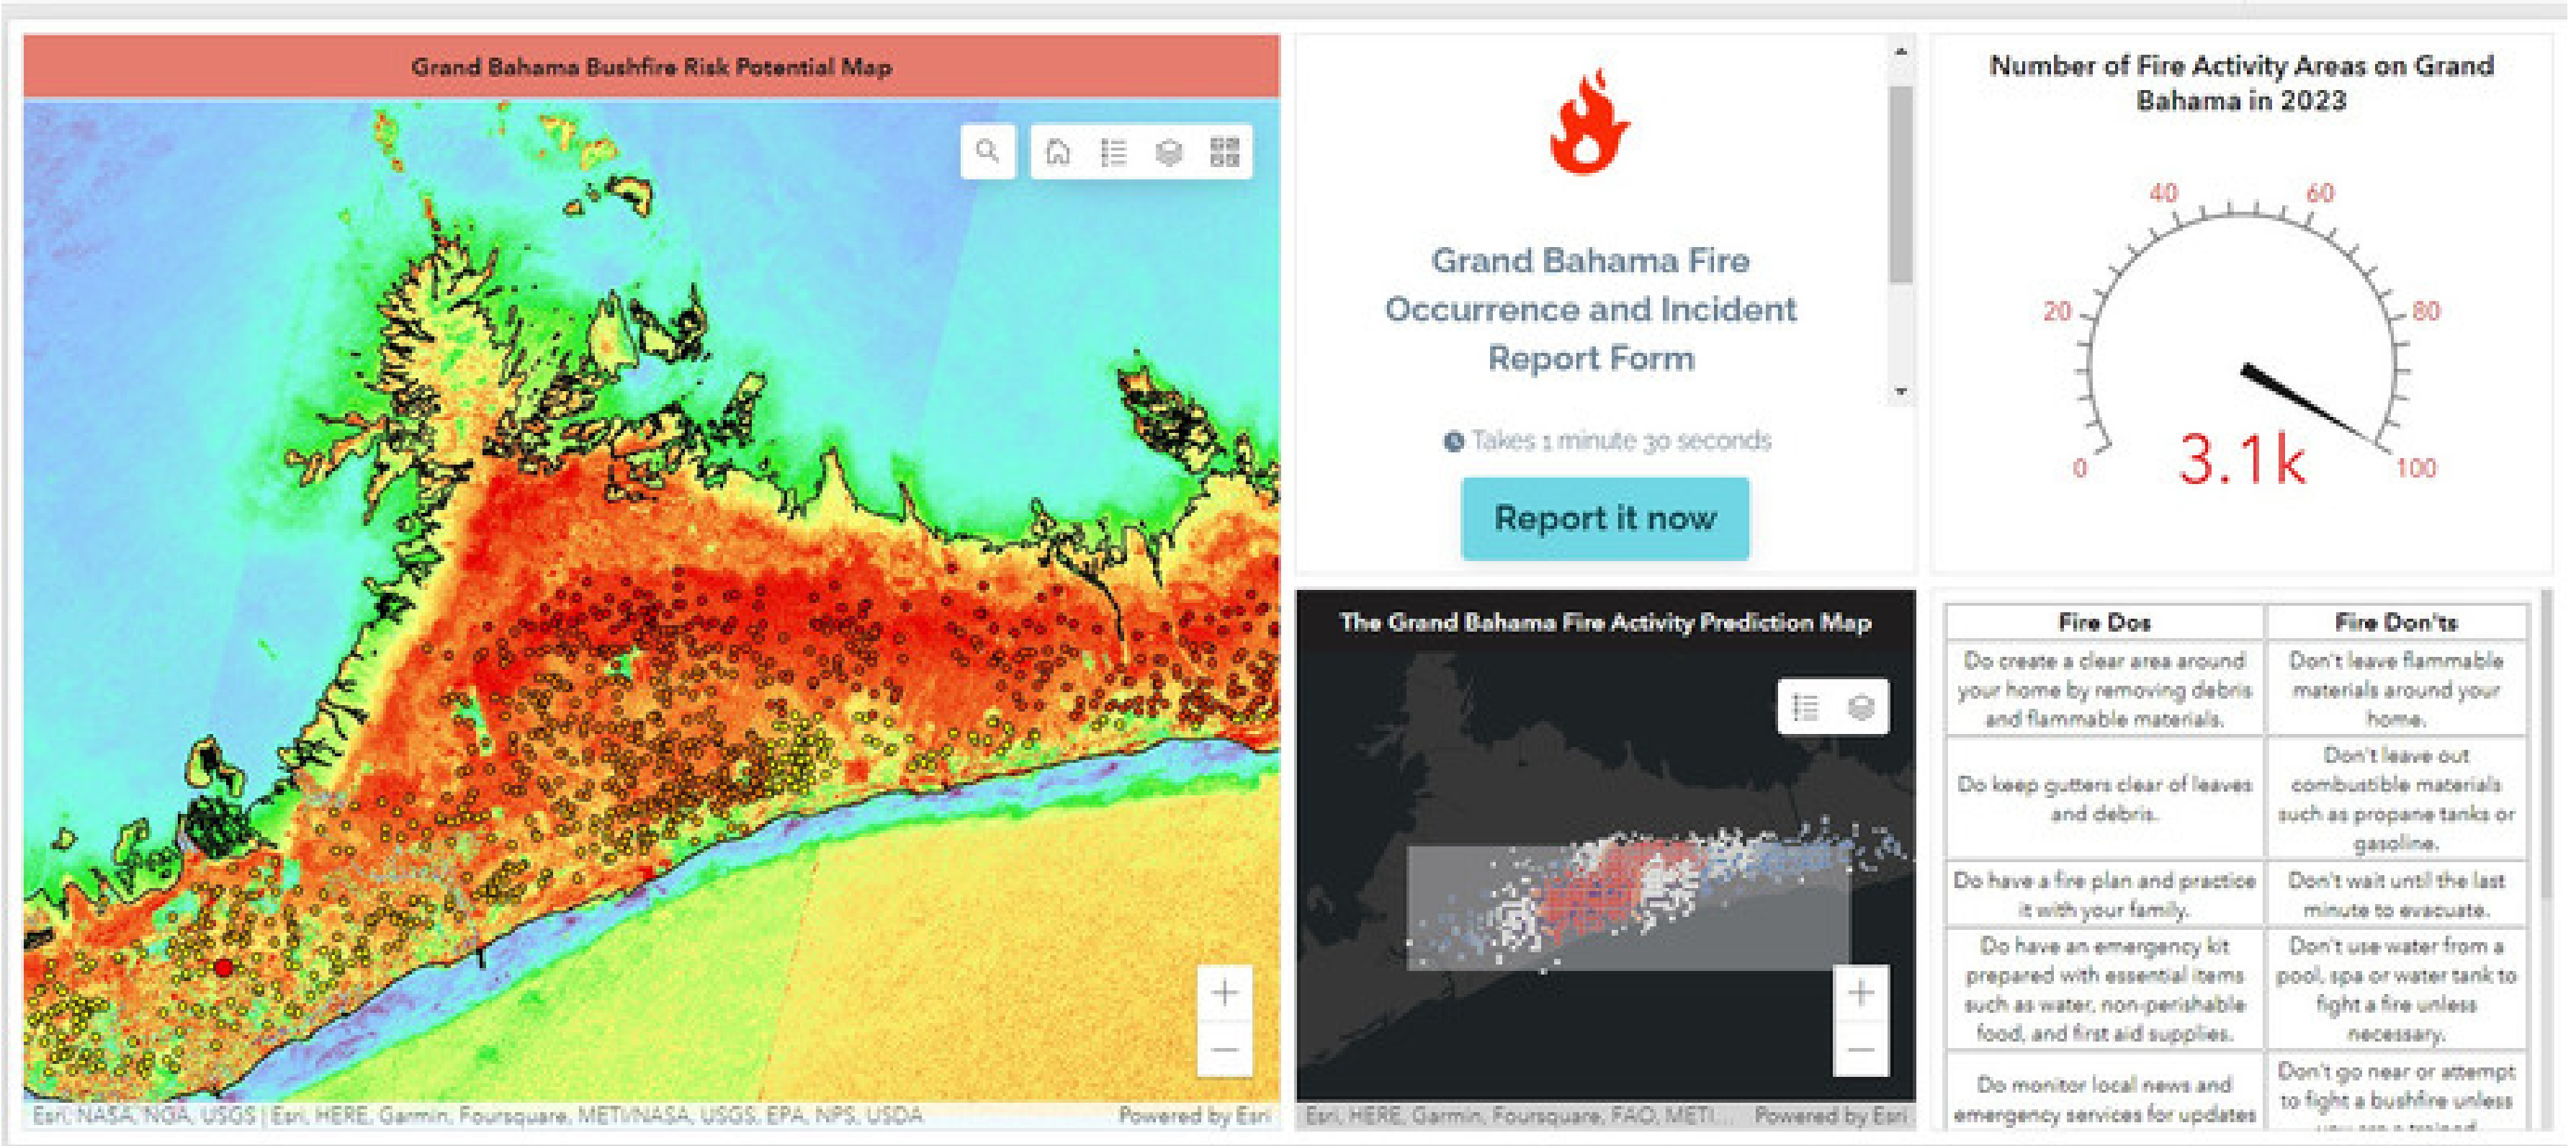 Grand Bahama Bushfire Risk Potential Map
Esri, NASA, NGA, USGS | Esri, HERE, Garmin, Foursquare, METI/NASA, USGS, EPA, NPS, USDA
Powered by Esri
Grand Bahama Fire
Occurrence and Incident
Report Form
Takes 1 minute 30 seconds
Report it now
Number of Fire Activity Areas on Grand
Bahama in 2023
40
60
20
80
0
3.1k
100
The Grand Bahama Fire Activity Prediction Map
Esri, HERE, Garmin, Foursquare, FAO, METI...
Powered by Esri
Fire Dos
Fire Don'ts
Do create a clear area around
your home by removing debris
and flammable materials.
Don't leave flammable
materials around your
home.
Do keep gutters clear of leaves
and debris.
Don't leave out
combustible materials
such as propane tanks or
gasoline.
Do have a fire plan and practice
it with your family.
Don't wait until the last
minute to evacuate.
Do have an emergency kit
prepared with essential items
such as water, non-perishable
food, and first aid supplies.
Don't use water from a
pool, spa or water tank to
fight a fire unless
necessary.
Do monitor local news and
emergency services for updates
Don't go near or attempt
to fight a bushfire unless